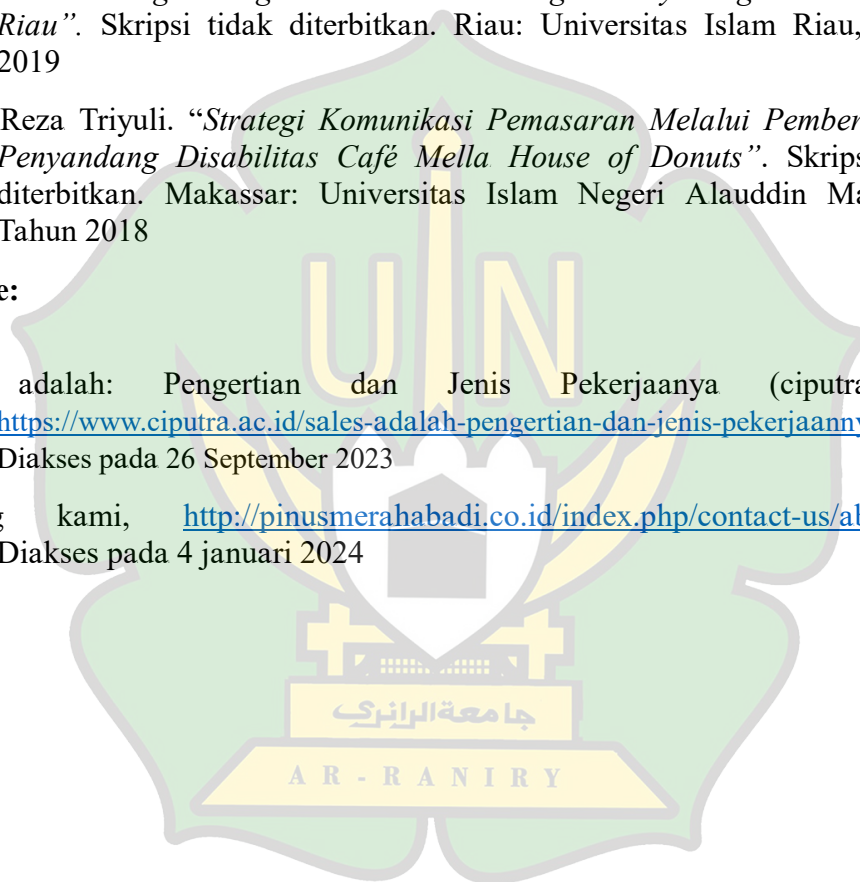 Riau”. Skripsi tidak diterbitkan. Riau: Universitas Islam Riau,
2019
Reza Triyuli. “Strategi Komunikasi Pemasaran Melalui Pember
Penyandang Disabilitas Café Mella House of Donuts”. Skrips
diterbitkan. Makassar: Universitas Islam Negeri Alauddin Ma
Tahun 2018
e:
adalah: Pengertian dan Jenis Pekerjaanya (ciputra
https://www.ciputra.ac.id/sales-adalah-pengertian-dan-jenis-pekerjaanny
Diakses pada 26 September 2023
g kami, http://pinusmerahabadi.co.id/index.php/contact-us/ab
Diakses pada 4 januari 2024
UIN
جامعة الرانري
AR-RANIRY